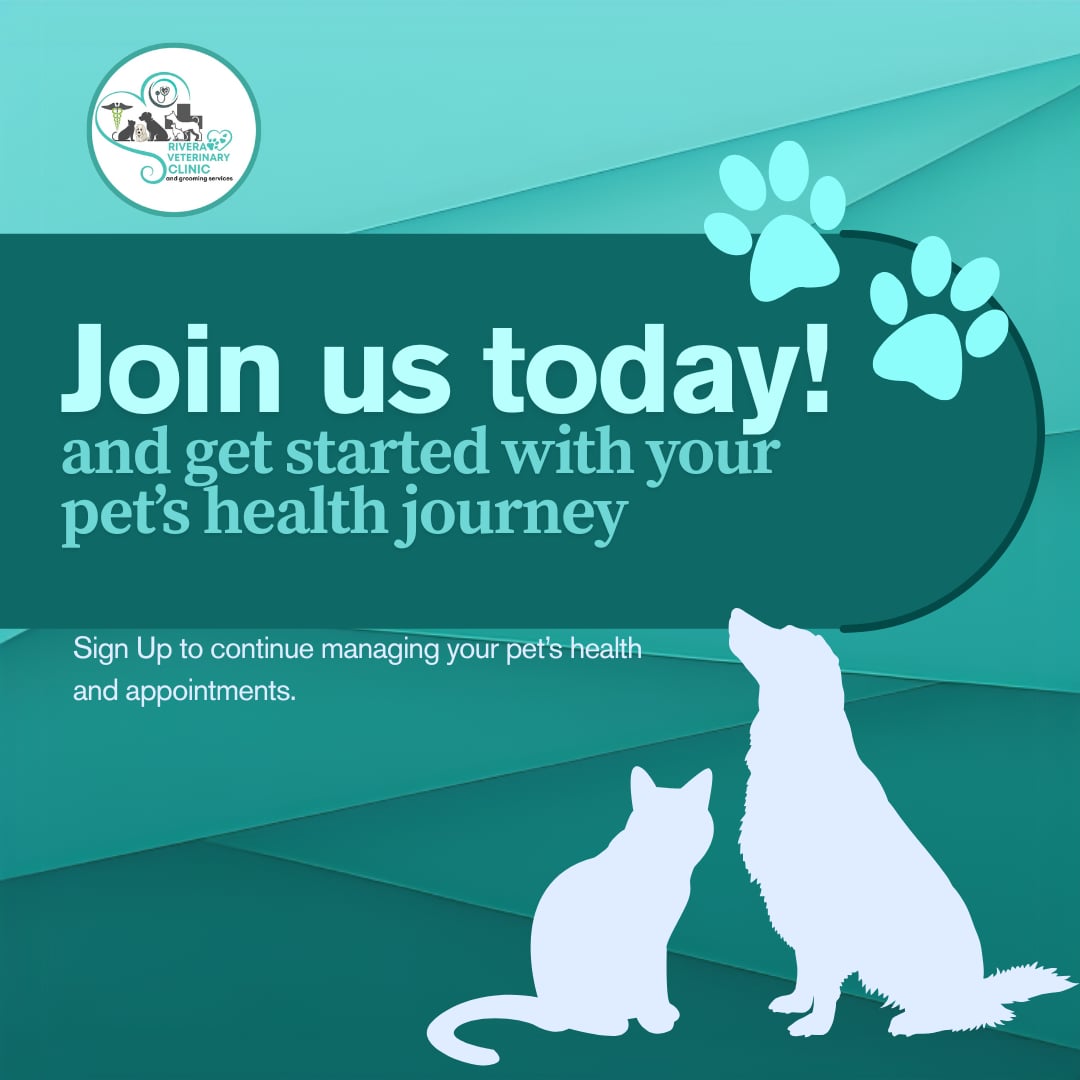 RIVERA
VETERINARY
CLINIC
and grooming services
Join us today!
and get started with your
pet’s health journey
Sign Up to continue managing your pet’s health
and appointments.